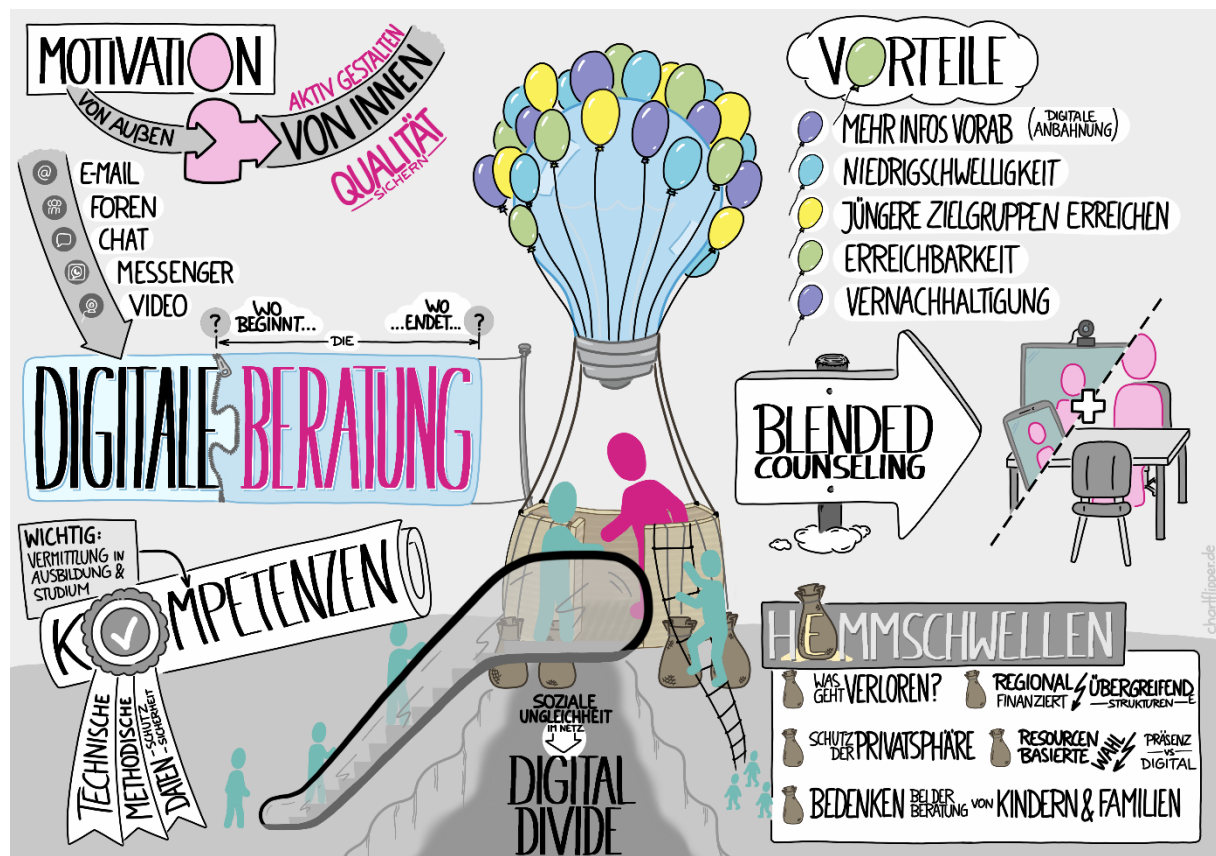 MOTIVATION
VON AUßEN
AKTIV GESTALTEN
VON INNEN
QUALITÄT
SICHERN
@ E-MAIL
FOREN
CHAT
MESSENGER
VIDEO
? WO
BEGINNT...
WO
...ENDET... ?
DIE
DIGITALE BERATUNG
WICHTIG:
VERMITTLUNG IN
AUSBILDUNG &
STUDIUM
KOMPETENZEN
TECHNISCHE
METHODISCHE
DATEN-SCHUTZ
SICHERHEIT
SOZIALE
UNGLEICHHEIT
IM NETZ
DIGITAL
DIVIDE
VORTEILE
MEHR INFOS VORAB (DIGITALE
ANBAHNUNG)
NIEDRIGSCHWELLIGKEIT
JÜNGERE ZIELGRUPPEN ERREICHEN
ERREICHBARKEIT
VERNACHHALTIGUNG
BLENDED
COUNSELING
HEMMSCHWELLEN
WAS
GEHT VERLOREN?
REGIONAL
FINANZIERT
ÜBERGREIFENDE
STRUKTUREN
SCHUTZ
DER PRIVATSPHÄRE
RESOURCEN
BASIERTE
WAHL
PRÄSENZ
VS
DIGITAL
BEDENKEN BEI DER
BERATUNG VON KINDERN & FAMILIEN
chartflipper.de